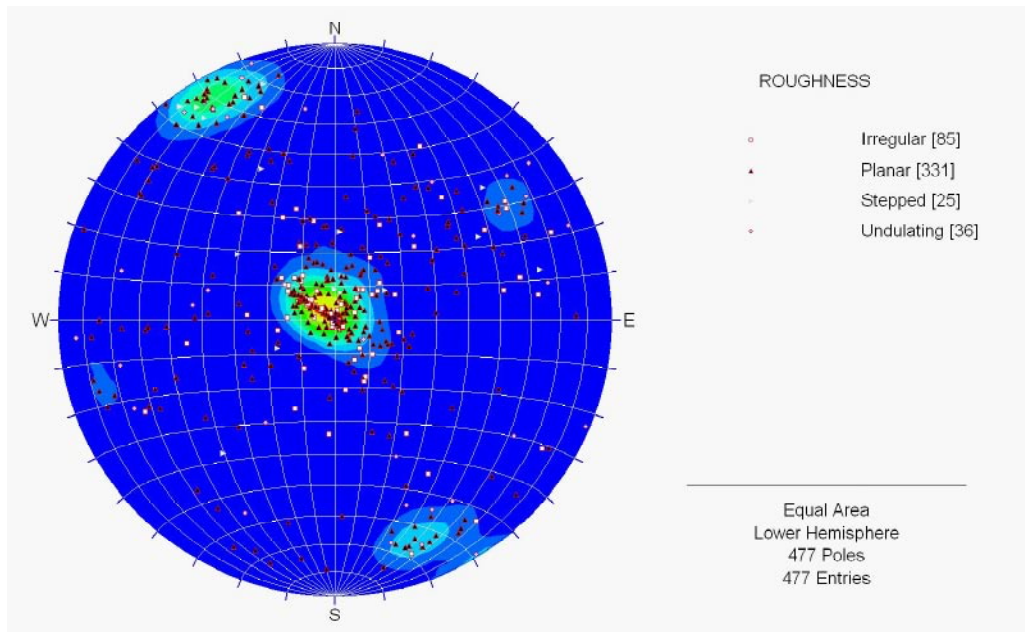 N
ROUGHNESS
Irregular [85]
Planar [331]
Stepped [25]
Undulating [36]
W
E
S
Equal Area
Lower Hemisphere
477 Poles
477 Entries